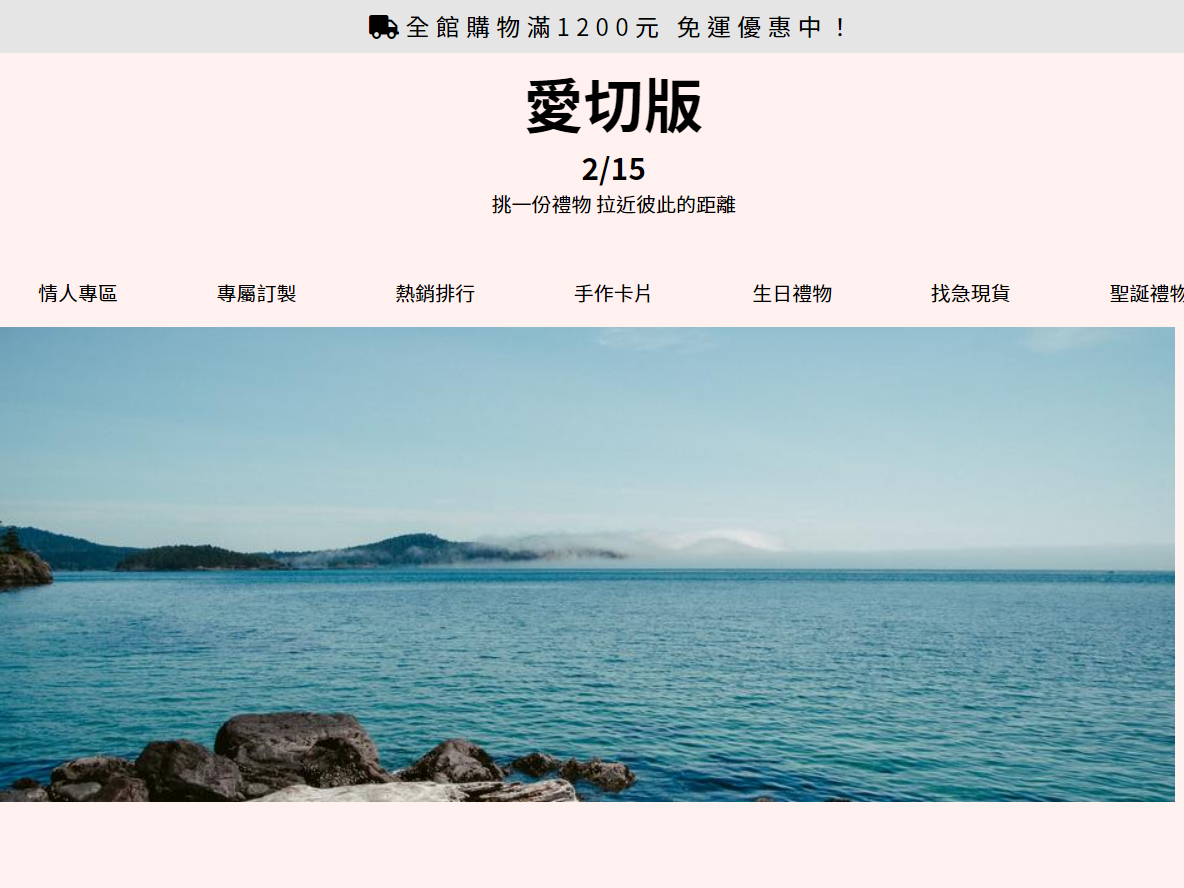 全館購物滿1200元 免運優惠中！
愛切版
2/15
挑一份禮物 拉近彼此的距離
情人專區 專屬訂製 熱銷排行 手作卡片 生日禮物 找急現貨 聖誕禮物